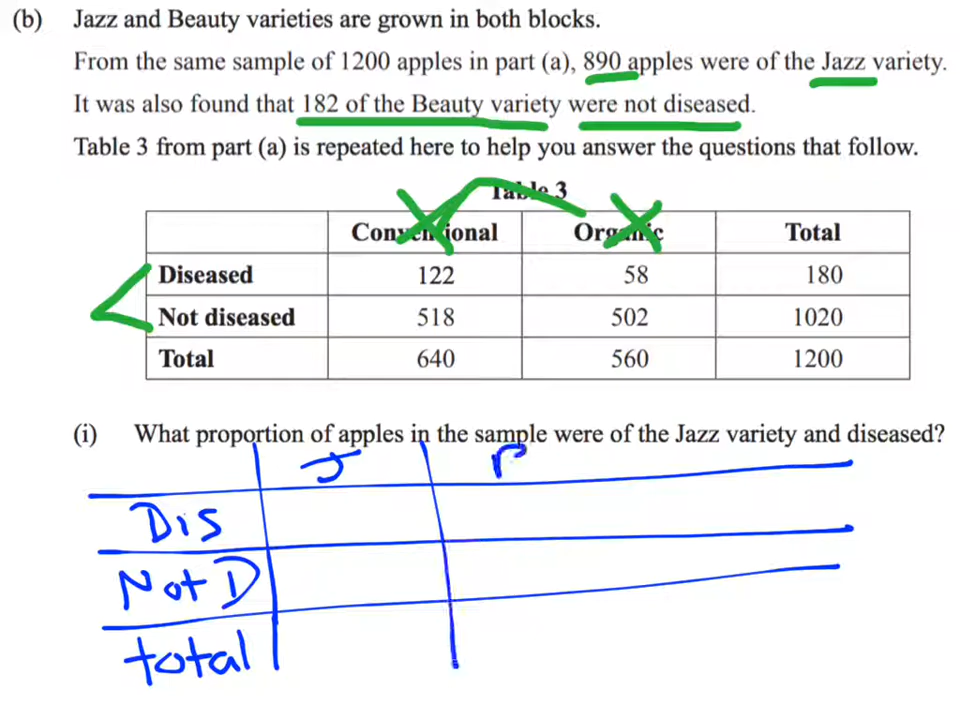 (b) Jazz and Beauty varieties are grown in both blocks.
From the same sample of 1200 apples in part (a), 890 apples were of the Jazz variety.
It was also found that 182 of the Beauty variety were not diseased.
Table 3 from part (a) is repeated here to help you answer the questions that follow.
Table 3
Conventional Organic Total
Diseased 122 58 180
Not diseased 518 502 1020
Total 640 560 1200
(i) What proportion of apples in the sample were of the Jazz variety and diseased?
J
Dis
Not D
total